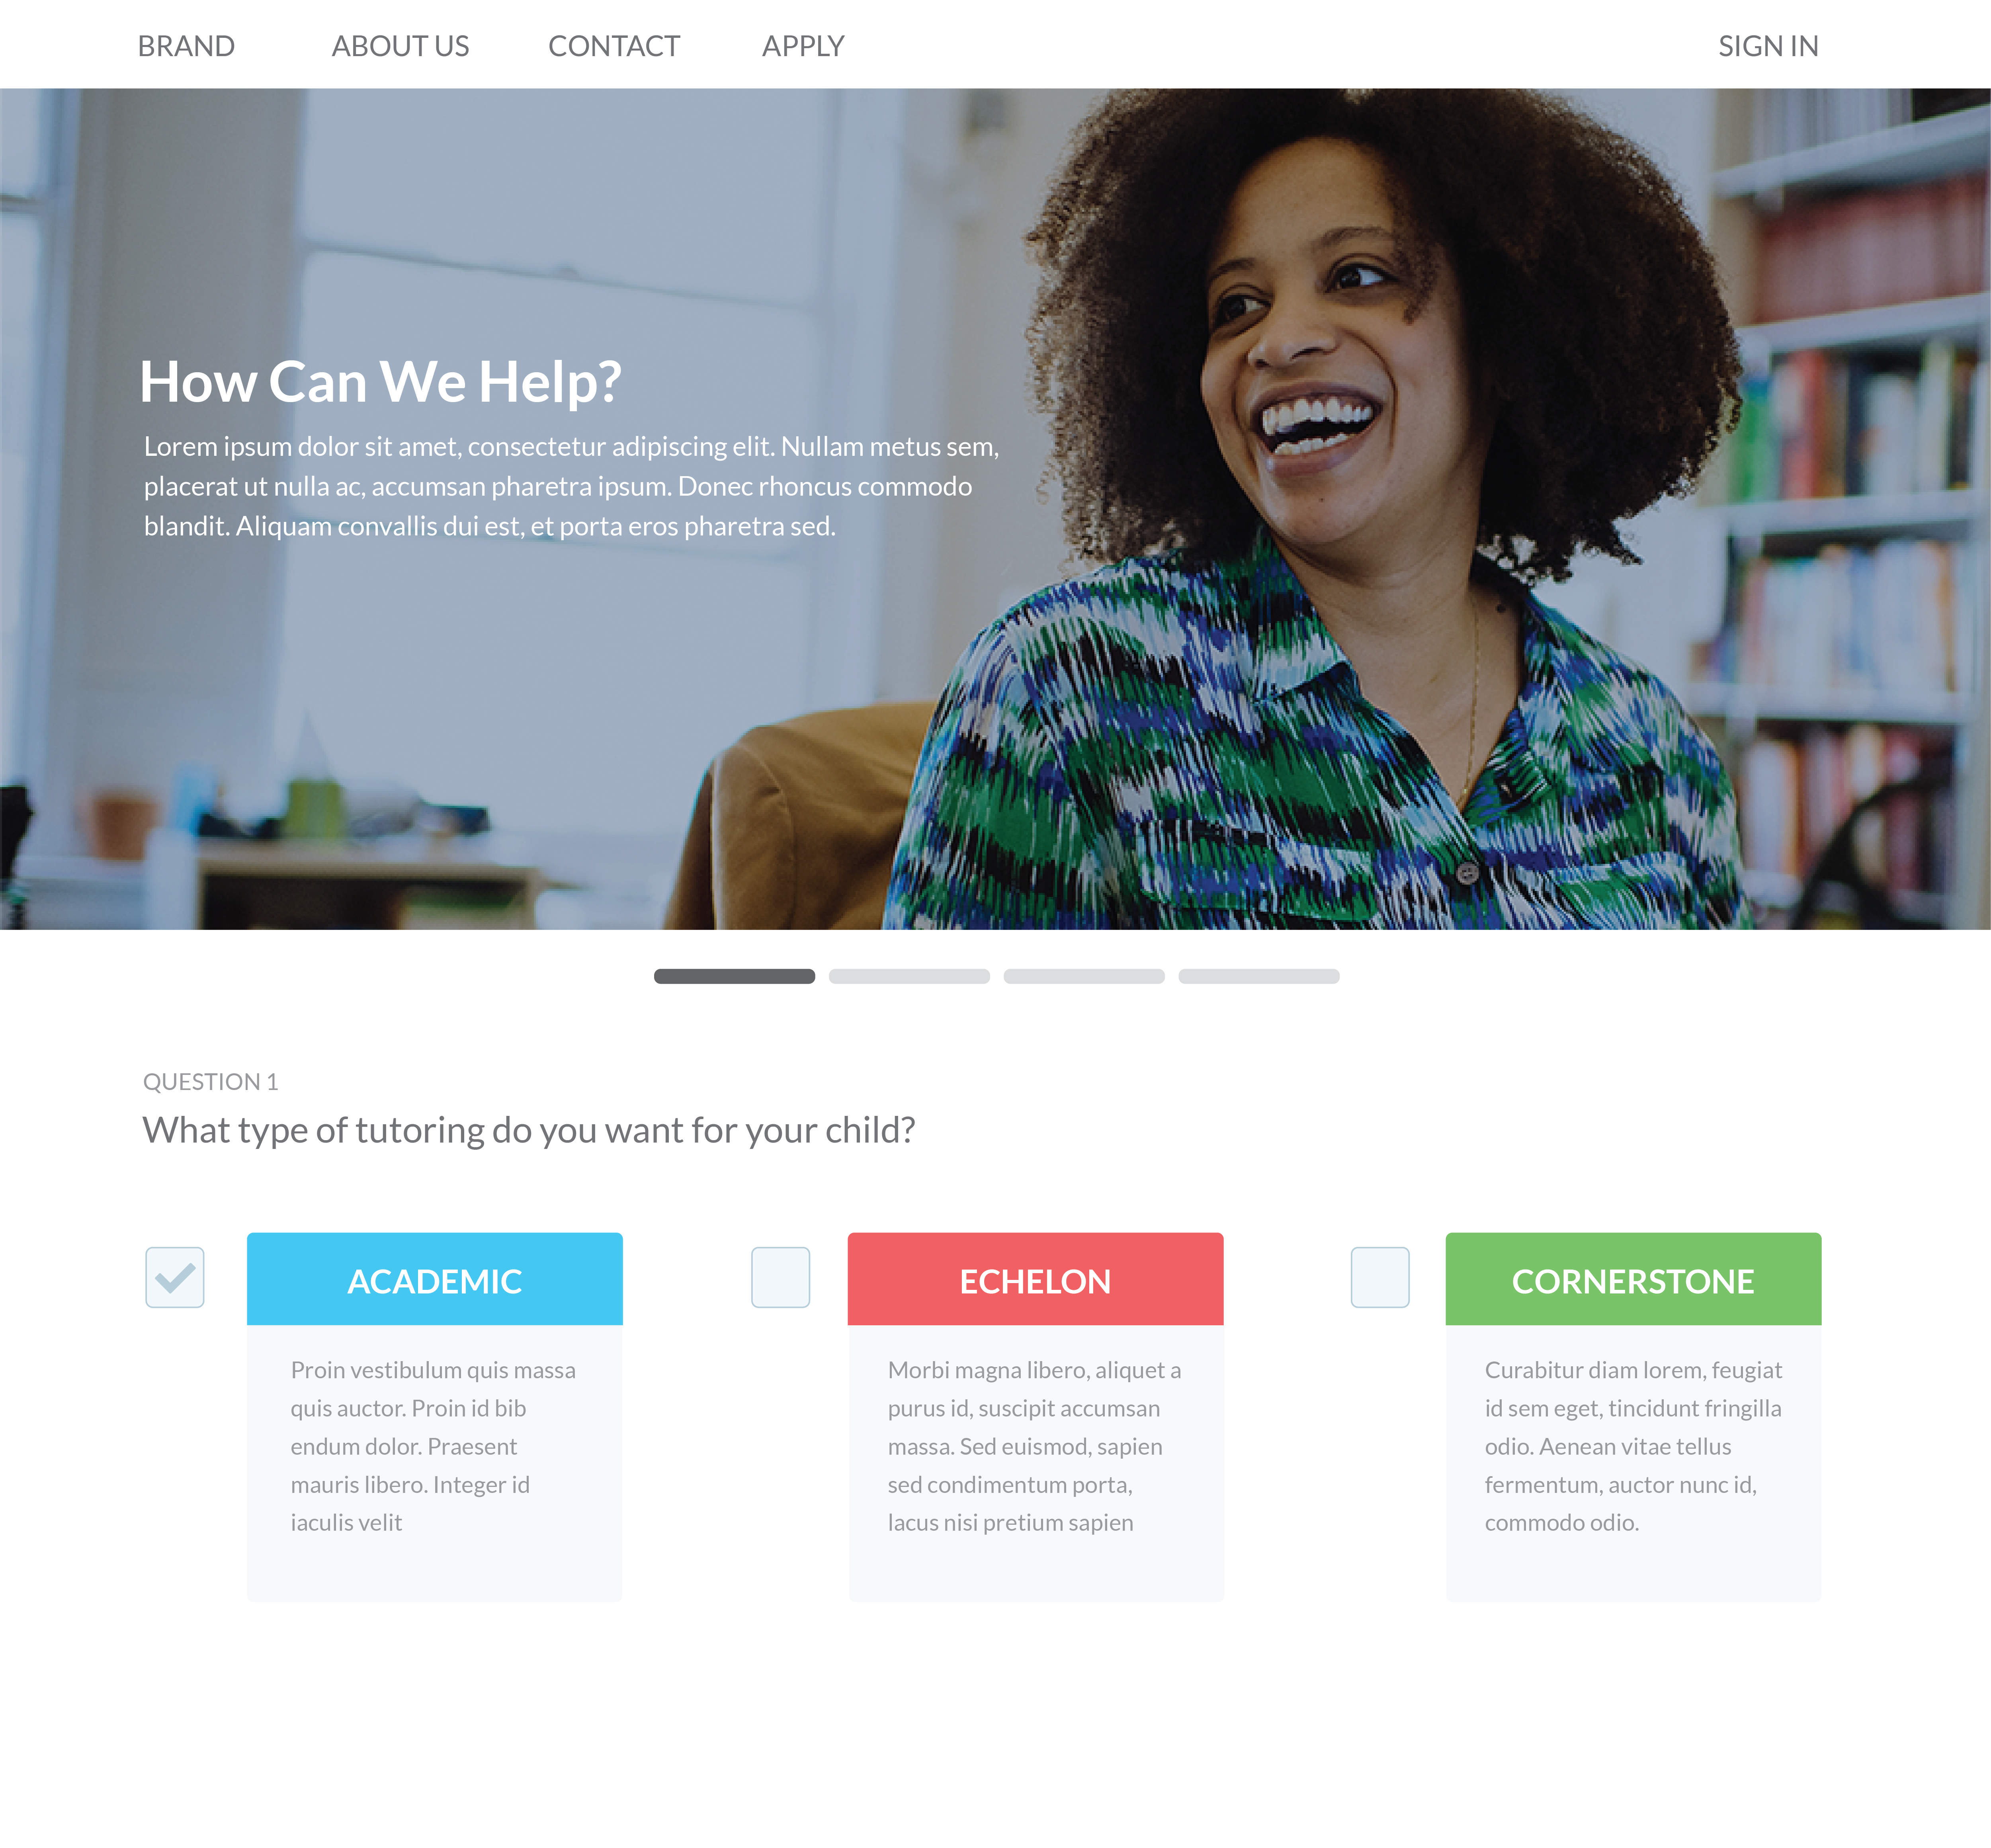 BRAND ABOUT US CONTACT APPLY SIGN IN
How Can We Help?
Lorem ipsum dolor sit amet, consectetur adipiscing elit. Nullam metus sem,
placerat ut nulla ac, accumsan pharetra ipsum. Donec rhoncus commodo
blandit. Aliquam convallis dui est, et porta eros pharetra sed.
QUESTION 1
What type of tutoring do you want for your child?
ACADEMIC
Proin vestibulum quis massa
quis auctor. Proin id bib
endum dolor. Praesent
mauris libero. Integer id
iaculis velit
ECHELON
Morbi magna libero, aliquet a
purus id, suscipit accumsan
massa. Sed euismod, sapien
sed condimentum porta,
lacus nisi pretium sapien
CORNERSTONE
Curabitur diam lorem, feugiat
id sem eget, tincidunt fringilla
odio. Aenean vitae tellus
fermentum, auctor nunc id,
commodo odio.